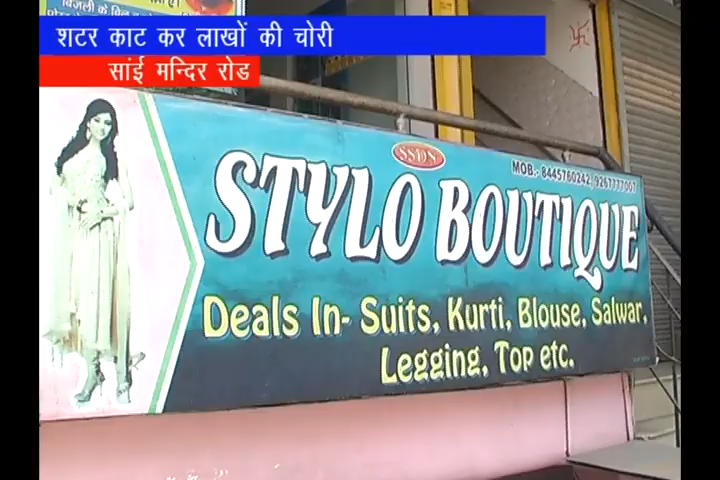 शटर काट कर लाखों की चोरी
सांई मन्दिर रोड
SSDN
MOB.- 8445760242, 9267777007
STYLO BOUTIQUE
Deals In- Suits, Kurti, Blouse, Salwar,
Legging, Top etc.